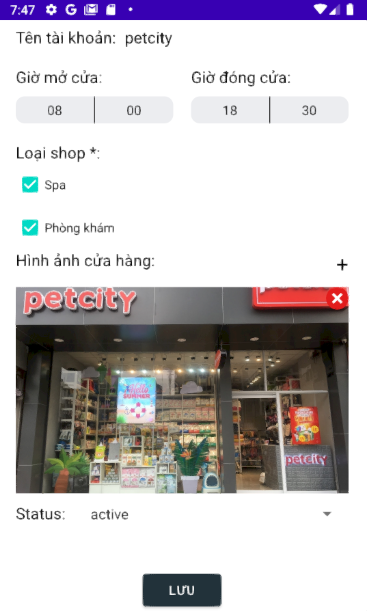 7:47
Tên tài khoản: petcity
Giờ mở cửa: Giờ đóng cửa:
08 00 18 30
Loại shop *:
Spa
Phòng khám
Hình ảnh cửa hàng: +
petcity
SUMMER
petcity
Status: active
LƯU